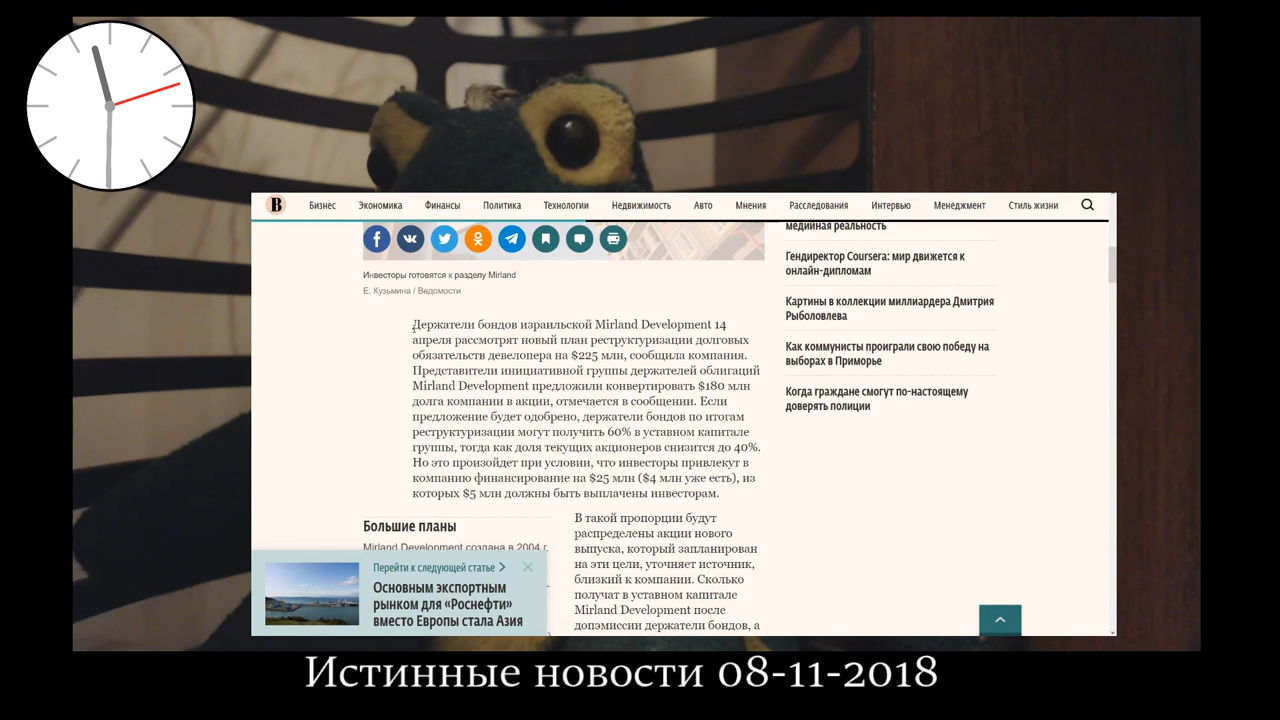 В
Бизнес Экономика Финансы Политика Технологии Недвижимость Авто Мнения Расследования Интервью Менеджмент Стиль жизни
Инвесторы готовятся к разделу Mirland
Е. Кузьмина / Ведомости
Держатели бондов израильской Mirland Development 14
апреля рассмотрят новый план реструктуризации долговых
обязательств девелопера на $225 млн, сообщила компания.
Представители инициативной группы держателей облигаций
Mirland Development предложили конвертировать $180 млн
долга компании в акции, отмечается в сообщении. Если
предложение будет одобрено, держатели бондов по итогам
реструктуризации могут получить 60% в уставном капитале
группы, тогда как доля текущих акционеров снизится до 40%.
Но это произойдет при условии, что инвесторы привлекут в
компанию финансирование на $25 млн ($4 млн уже есть), из
которых $5 млн должны быть выплачены инвесторам.
Большие планы
Mirland Development создана в 2004 г.
В такой пропорции будут
распределены акции нового
выпуска, который запланирован
на эти цели, уточняет источник,
близкий к компании. Сколько
получат в уставном капитале
Mirland Development после
допэмиссии держатели бондов, а
Перейти к следующей статье
Основным экспортным
рынком для «Роснефти»
вместо Европы стала Азия
медийная реальность
Гендиректор Coursera: мир движется к
онлайн-дипломам
Картины в коллекции миллиардера Дмитрия
Рыболовлева
Как коммунисты проиграли свою победу на
выборах в Приморье
Когда граждане смогут по-настоящему
доверять полиции
Истинные новости 08-11-2018